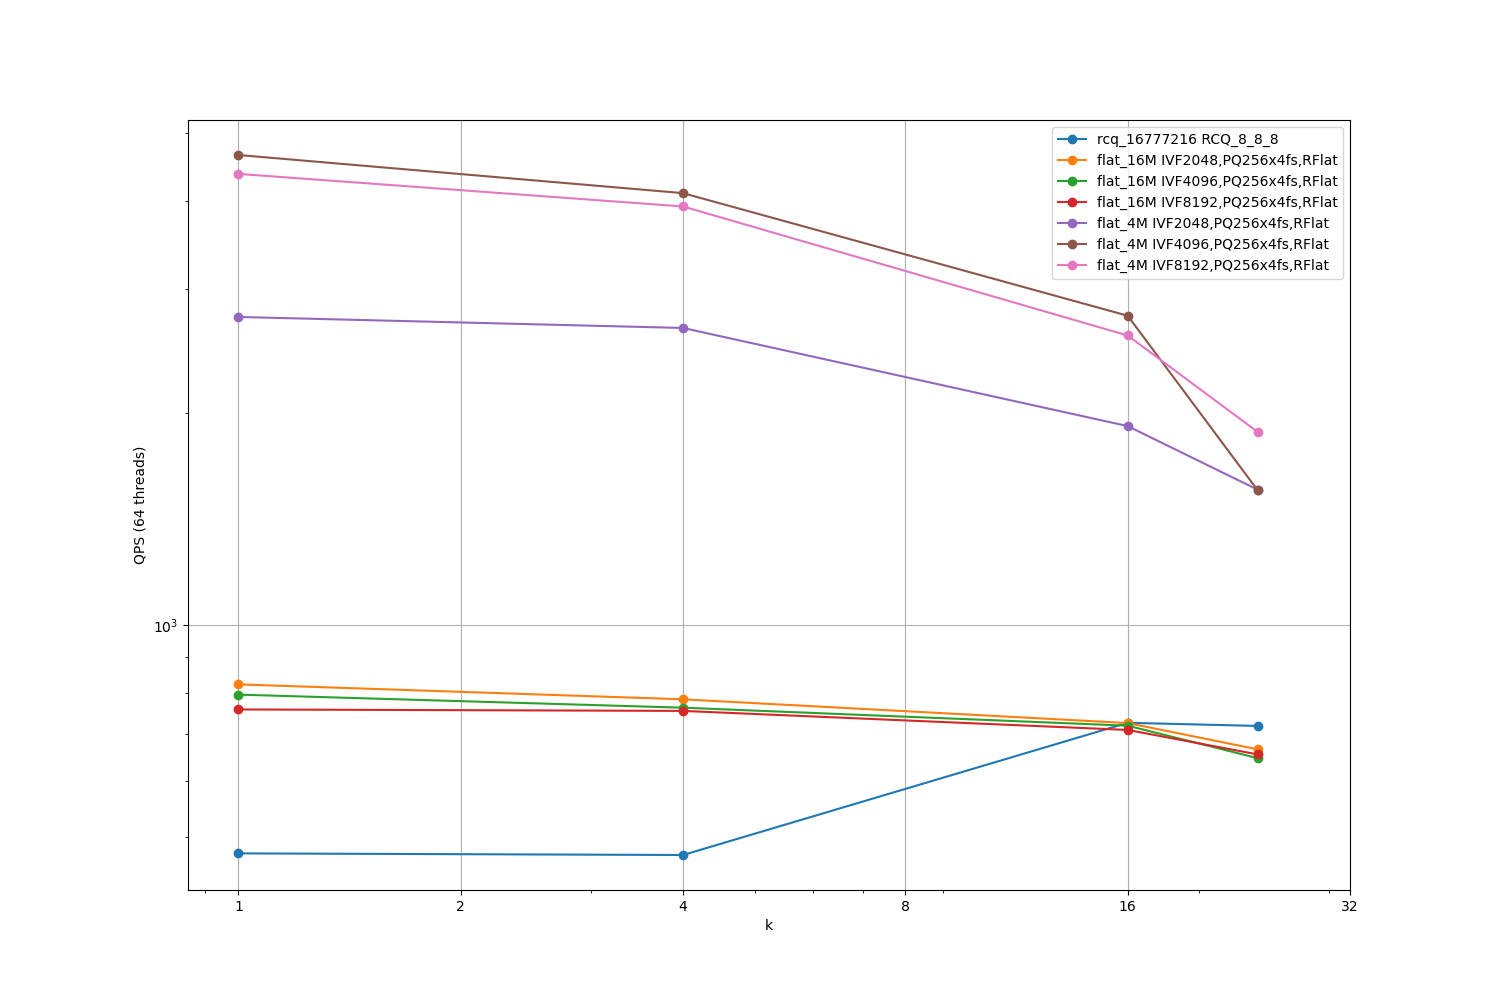 rcq_16777216 RCQ_8_8_8
flat_16M IVF2048,PQ256x4fs,RFlat
flat_16M IVF4096,PQ256x4fs,RFlat
flat_16M IVF8192,PQ256x4fs,RFlat
flat_4M IVF2048,PQ256x4fs,RFlat
flat_4M IVF4096,PQ256x4fs,RFlat
flat_4M IVF8192,PQ256x4fs,RFlat
QPS (64 threads)
10³
1 2 4 8 16 32
k